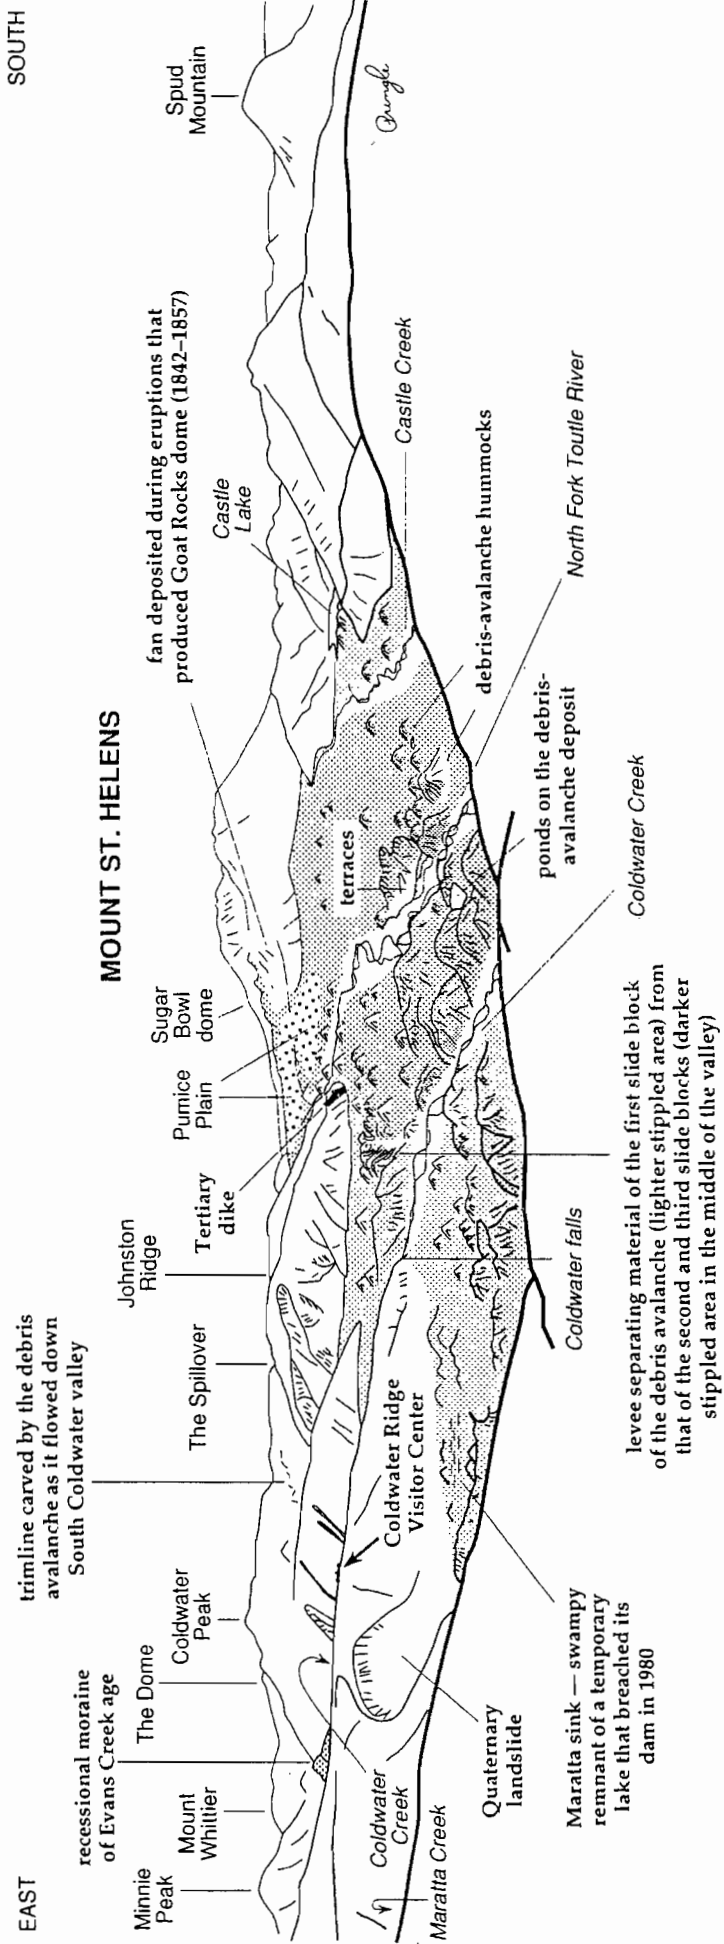 EAST
SOUTH
MOUNT ST. HELENS
Minnie
Peak
Mount
Whittier
recessional moraine
of Evans Creek age
The Dome
Coldwater
Peak
trimline carved by the debris
avalanche as it flowed down
South Coldwater valley
The Spillover
Johnston
Ridge
Tertiary
dike
Pumice
Plain
Sugar
Bowl
dome
fan deposited during eruptions that
produced Goat Rocks dome (1842–1857)
Castle
Lake
Spud
Mountain
terraces
Coldwater Ridge
Visitor Center
Maratta Creek
Coldwater
Creek
Quaternary
landslide
Maratta sink — swampy
remnant of a temporary
lake that breached its
dam in 1980
Coldwater falls
levee separating material of the first slide block
of the debris avalanche (lighter stippled area) from
that of the second and third slide blocks (darker
stippled area in the middle of the valley)
Coldwater Creek
ponds on the debris-
avalanche deposit
North Fork Toutle River
debris-avalanche hummocks
Castle Creek
Pringle